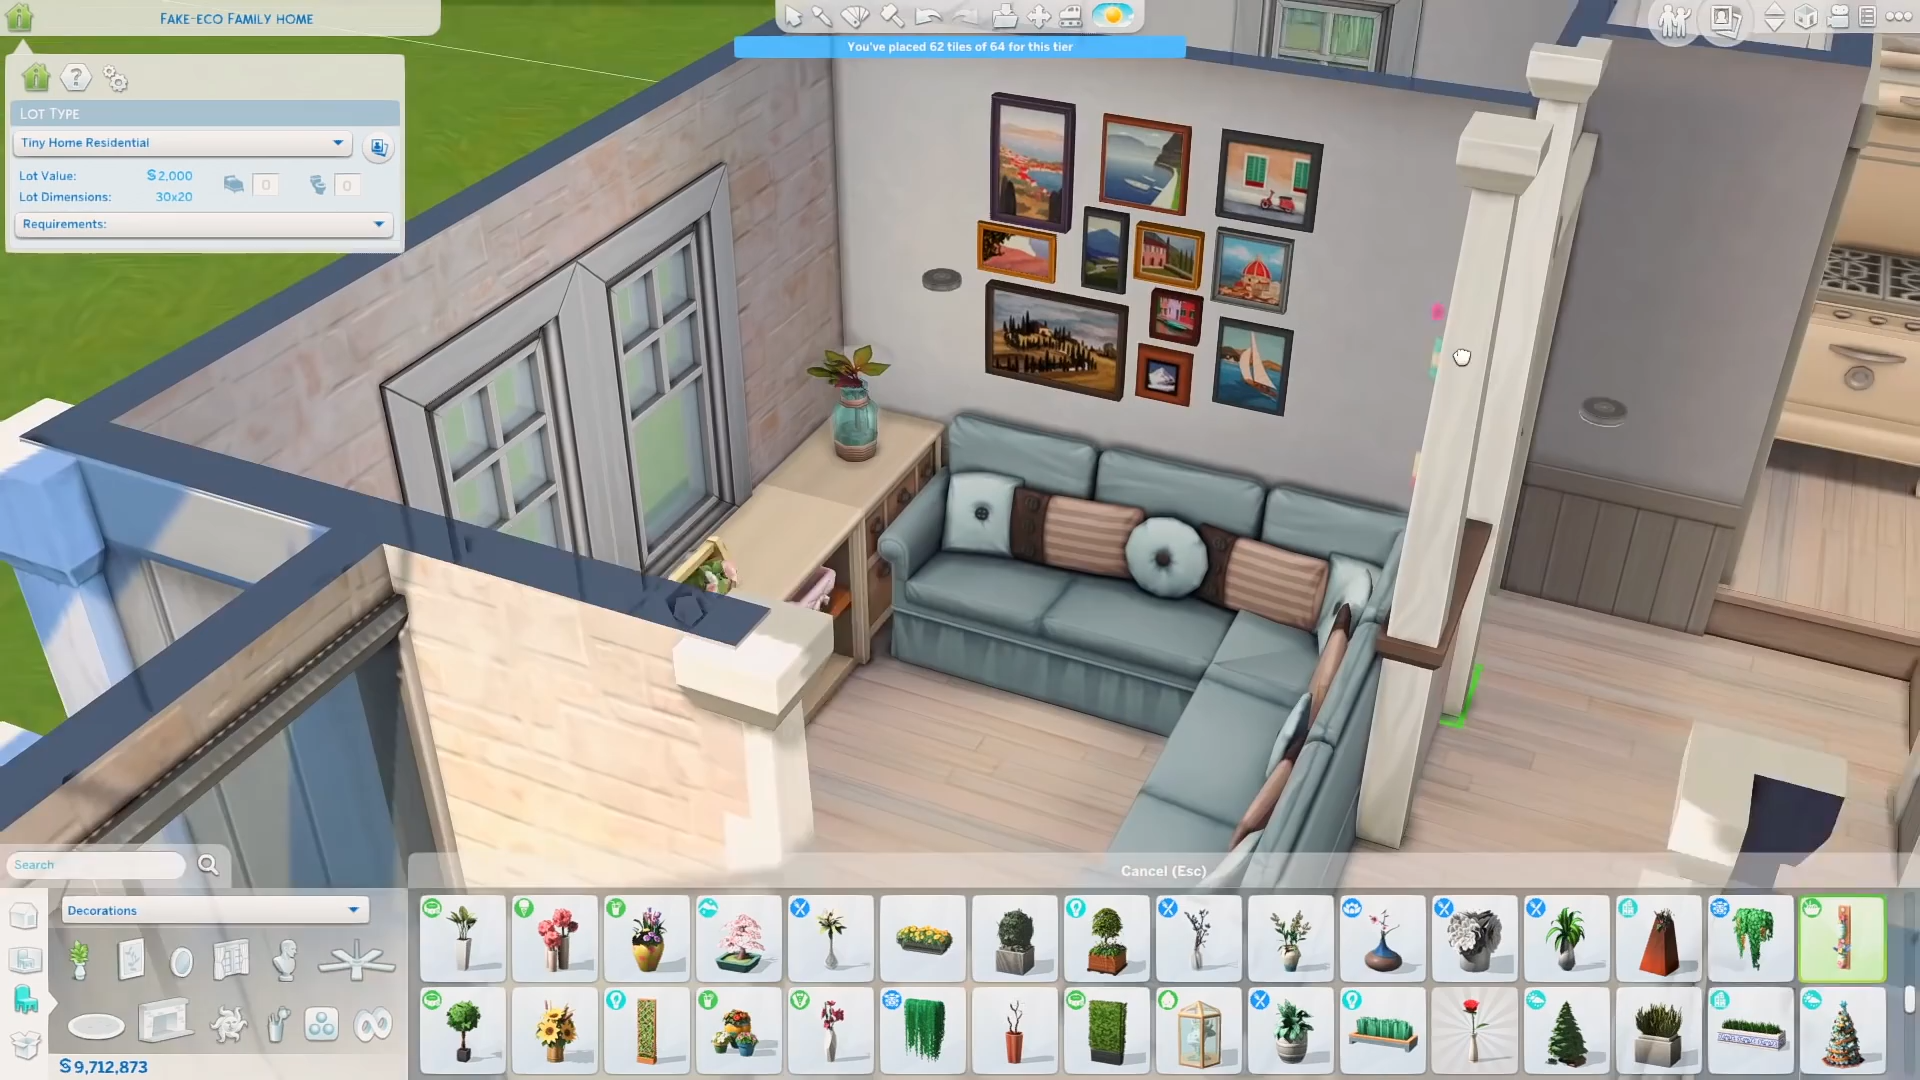 Fake-eco Family home
You've placed 62 tiles of 64 for this tier
?
Lot Type
Tiny Home Residential
Lot Value: §2,000
0
0
Lot Dimensions: 30x20
Requirements:
Search
Cancel (Esc)
Decorations
§9,712,873